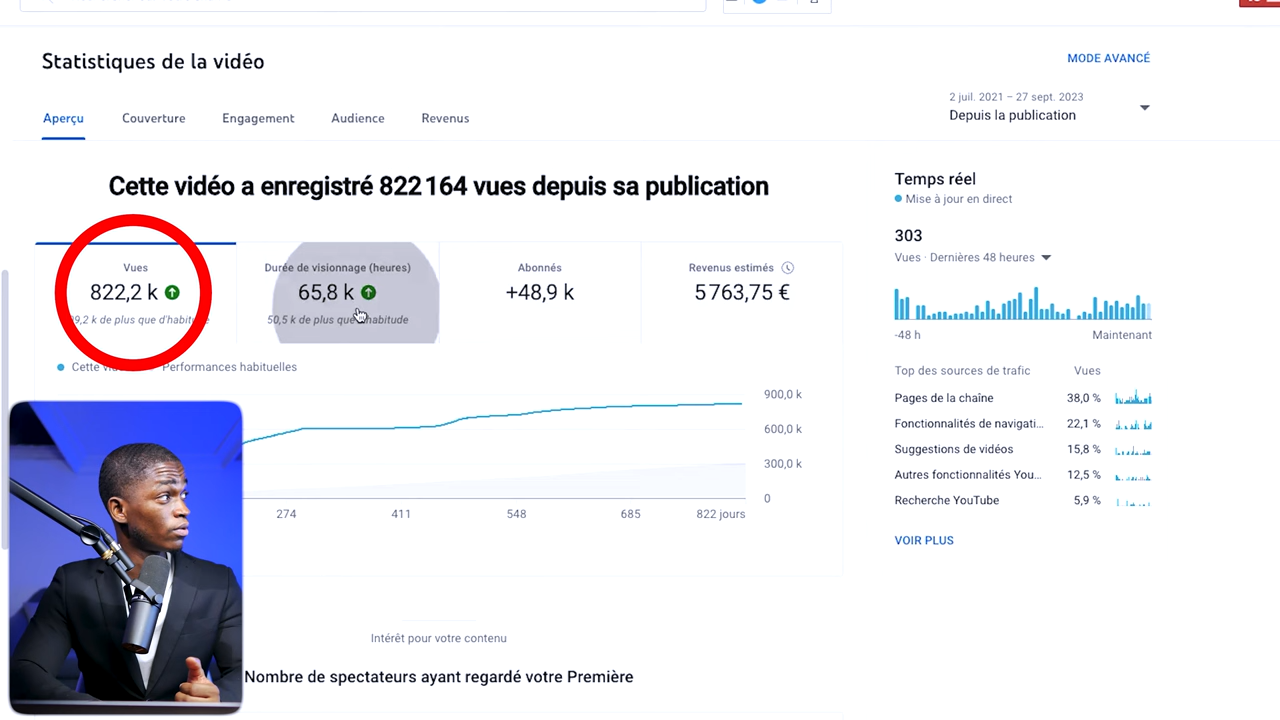 Statistiques de la vidéo
MODE AVANCÉ
2 juil. 2021 – 27 sept. 2023
Depuis la publication
Aperçu
Couverture
Engagement
Audience
Revenus
Cette vidéo a enregistré 822 164 vues depuis sa publication
Vues
822,2 k
de plus que d'habitu
Durée de visionnage (heures)
65,8 k
50,5 k de plus que habitude
Abonnés
+48,9 k
Revenus estimés
5 763,75 €
Cette
Performances habituelles
900,0 k
600,0 k
300,0 k
0
274
411
548
685
822 jours
Intérêt pour votre contenu
Nombre de spectateurs ayant regardé votre Première
Temps réel
Mise à jour en direct
303
Vues · Dernières 48 heures
-48 h
Maintenant
Top des sources de trafic
Vues
Pages de la chaîne
38,0 %
Fonctionnalités de navigati...
22,1 %
Suggestions de vidéos
15,8 %
Autres fonctionnalités You...
12,5 %
Recherche YouTube
5,9 %
VOIR PLUS